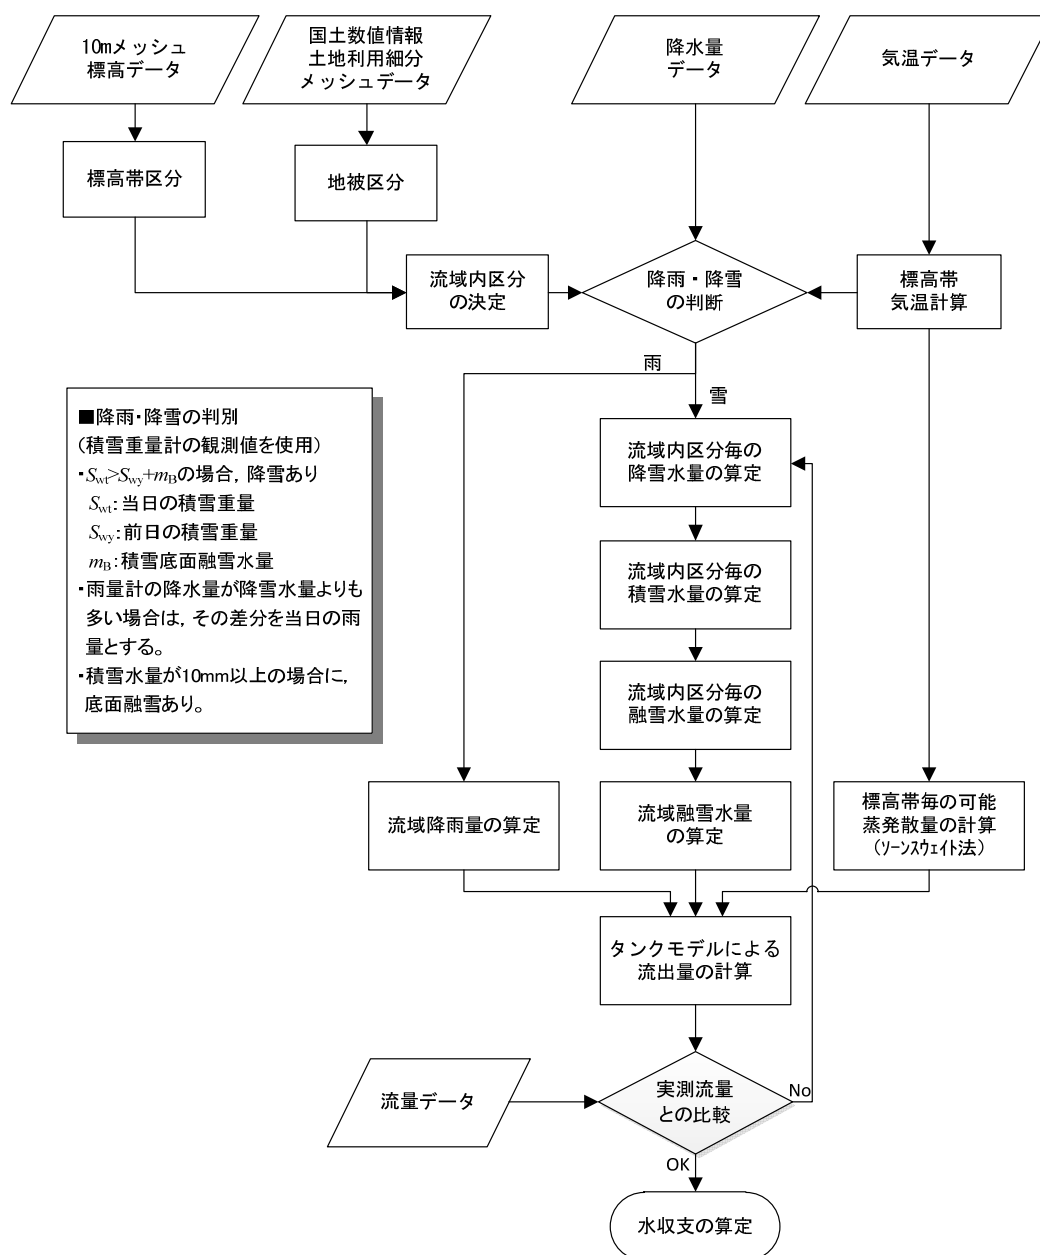 10mメッシュ
標高データ
国土数値情報
土地利用細分
メッシュデータ
降水量
データ
気温データ
標高帯区分
地被区分
流域内区分
の決定
降雨・降雪
の判断
標高帯
気温計算
雨
雪
■降雨・降雪の判別
(積雪重量計の観測値を使用)
・Swt>Swy+mBの場合，降雪あり
Swt：当日の積雪重量
Swy：前日の積雪重量
mB：積雪底面融雪水量
・雨量計の降水量が降雪水量よりも
多い場合は，その差分を当日の雨
量とする。
・積雪水量が10mm以上の場合に，
底面融雪あり。
流域内区分毎の
降雪水量の算定
流域内区分毎の
積雪水量の算定
流域内区分毎の
融雪水量の算定
流域降雨量の算定
流域融雪水量
の算定
標高帯毎の可能
蒸発散量の計算
(ｿｰﾝｽｳｪｲﾄ法)
タンクモデルによる
流出量の計算
流量データ
実測流量
との比較
No
OK
水収支の算定